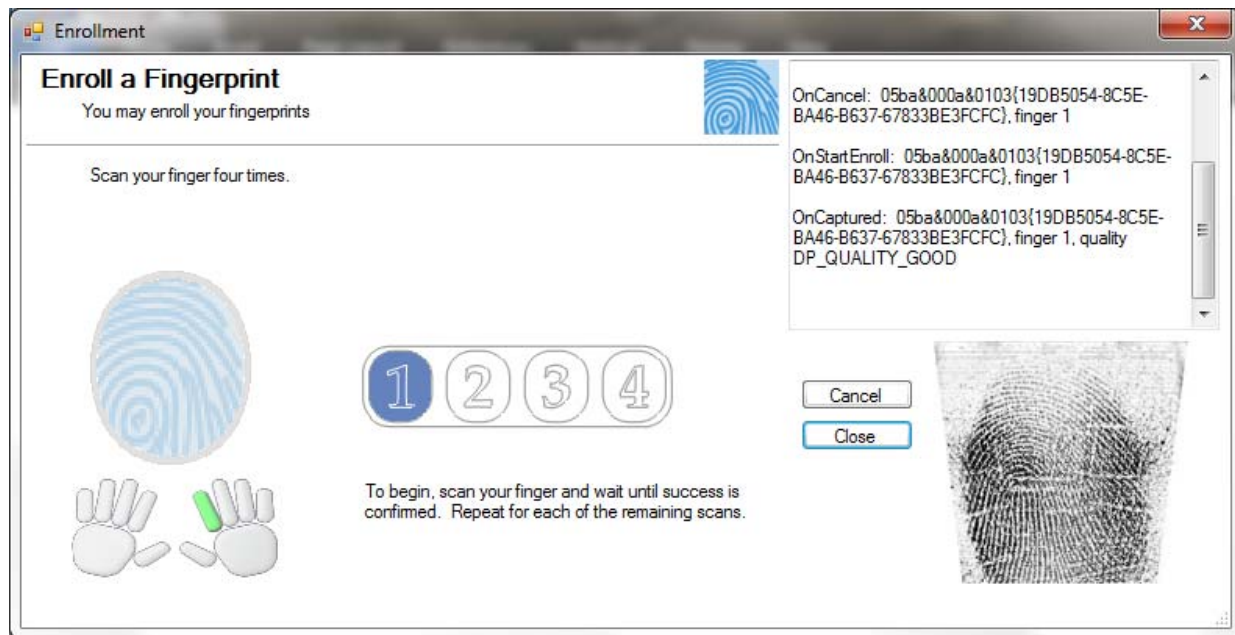 Enrollment
Enroll a Fingerprint
You may enroll your fingerprints
Scan your finger four times.
1 2 3 4
To begin, scan your finger and wait until success is
confirmed. Repeat for each of the remaining scans.
OnCancel: 05ba&000a&0103{19DB5054-8C5E-
BA46-B637-67833BE3FCFC}, finger 1
OnStartEnroll: 05ba&000a&0103{19DB5054-8C5E-
BA46-B637-67833BE3FCFC}, finger 1
OnCaptured: 05ba&000a&0103{19DB5054-8C5E-
BA46-B637-67833BE3FCFC}, finger 1, quality
DP_QUALITY_GOOD
Cancel
Close